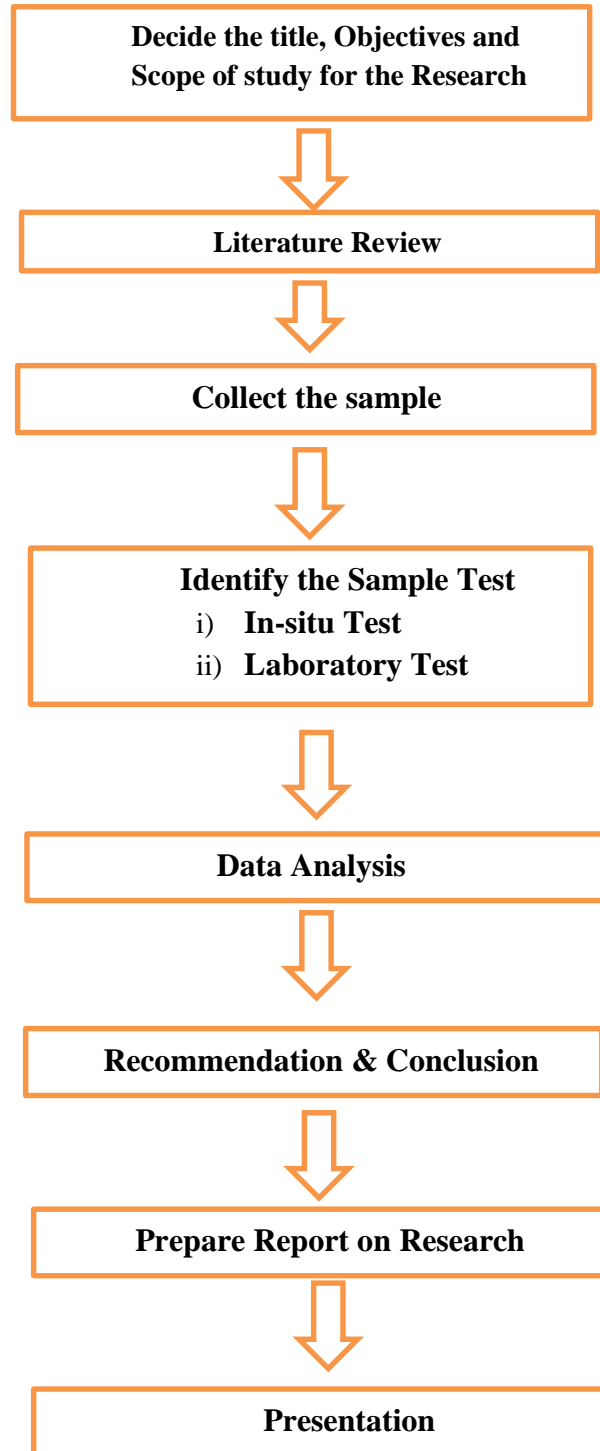 Decide the title, Objectives and
Scope of study for the Research
Literature Review
Collect the sample
Identify the Sample Test
i) In-situ Test
ii) Laboratory Test
Data Analysis
Recommendation & Conclusion
Prepare Report on Research
Presentation